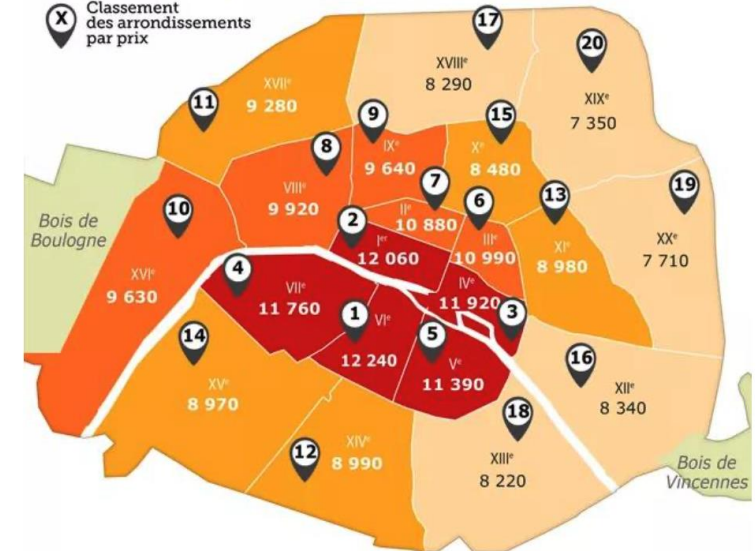 X
Classement
des arrondissements
par prix
17
20
XVIIIᵉ
8 290
XVIIᵉ
9 280
11
XIXᵉ
7 350
9
15
8
IXᵉ
9 640
Xᵉ
8 480
7
19
10
VIIIᵉ
9 920
6
13
2
IIᵉ
10 880
Bois de
Boulogne
Iᵉʳ
12 060
IIIᵉ
10 990
XIᵉ
8 980
XXᵉ
7 710
XVIᵉ
9 630
4
VIIᵉ
11 760
IVᵉ
11 920
3
1
VIᵉ
12 240
5
Vᵉ
11 390
14
XVᵉ
8 970
16
XIIᵉ
8 340
18
12
XIVᵉ
8 990
XIIIᵉ
8 220
Bois de
Vincennes